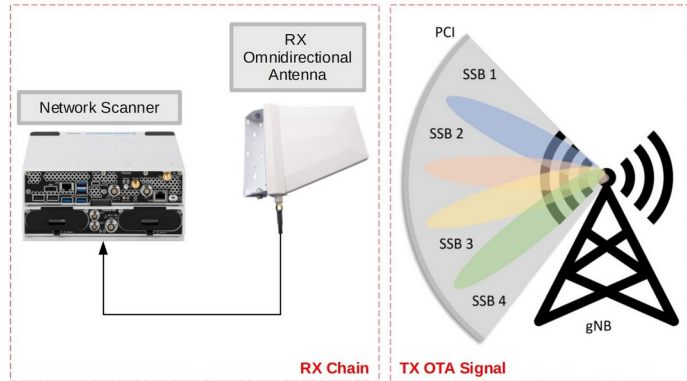 RX
Omnidirectional
Antenna
Network Scanner
RX Chain
PCI
SSB 1
SSB 2
SSB 3
SSB 4
gNB
TX OTA Signal